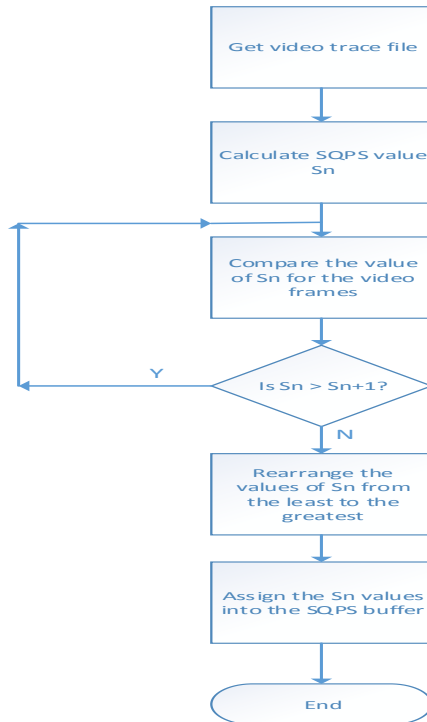 Get video trace file
Calculate SQPS value
Sn
Compare the value
of Sn for the video
frames
Y
Is Sn > Sn+1?
N
Rearrange the
values of Sn from
the least to the
greatest
Assign the Sn values
into the SQPS buffer
End